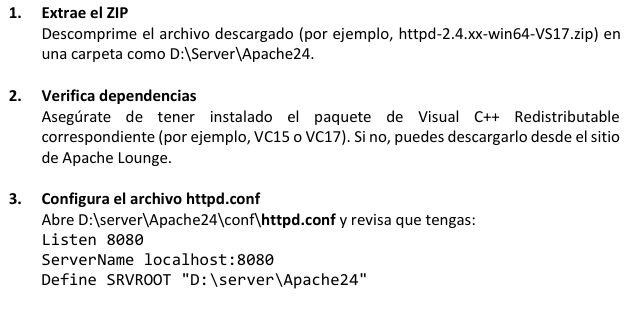 1. Extrae el ZIP
Descomprime el archivo descargado (por ejemplo, httpd-2.4.xx-win64-VS17.zip) en
una carpeta como D:\Server\Apache24.
2. Verifica dependencias
Asegúrate de tener instalado el paquete de Visual C++ Redistributable
correspondiente (por ejemplo, VC15 o VC17). Si no, puedes descargarlo desde el sitio
de Apache Lounge.
3. Configura el archivo httpd.conf
Abre D:\server\Apache24\conf\httpd.conf y revisa que tengas:
Listen 8080
ServerName localhost:8080
Define SRVROOT "D:\server\Apache24"